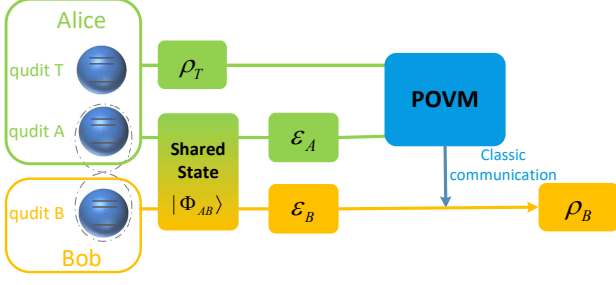 Alice
qudit T
ρ_T
POVM
qudit A
Shared
State
|Φ_AB⟩
ε_A
Classic
communication
qudit B
ε_B
ρ_B
Bob